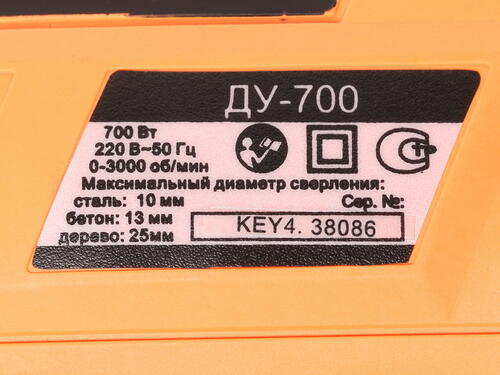 ДУ-700
700 Вт
220 В~50 Гц
0-3000 об/мин
Максимальный диаметр сверления:
сталь: 10 мм
Сер. №:
бетон: 13 мм
KEY4. 38086
дерево: 25мм